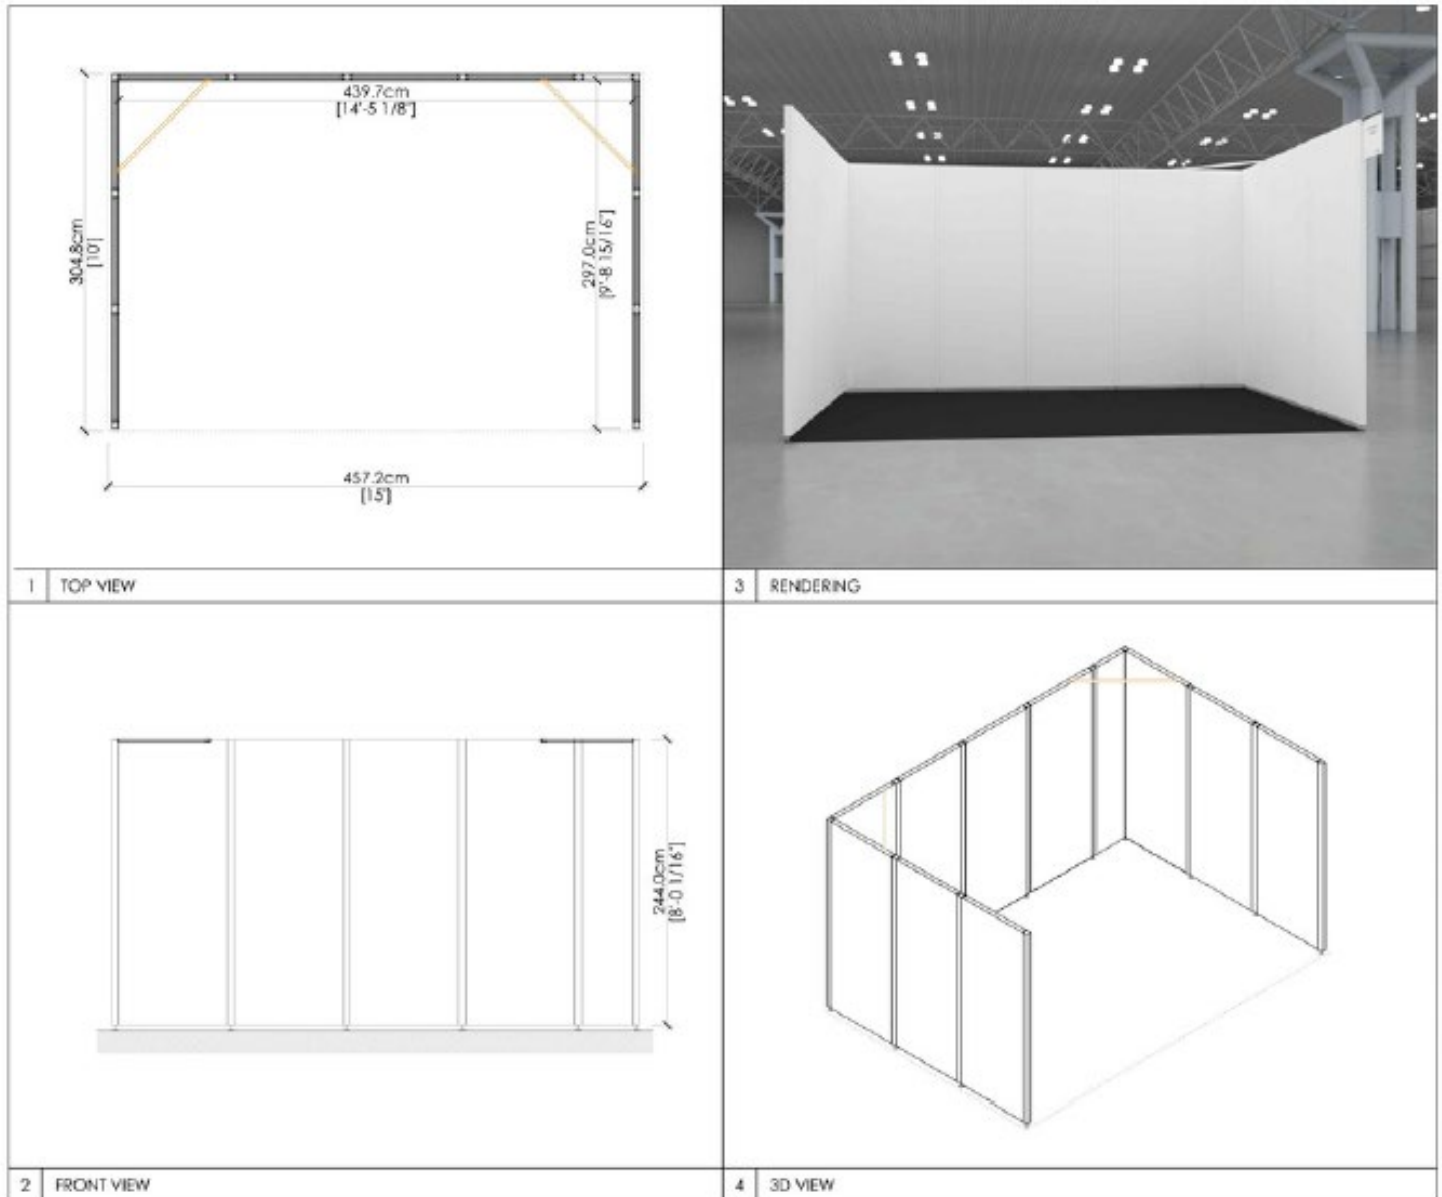 439.7cm
[14'-5 1/8"]
304.8cm
[10']
297.0cm
[9'-8 15/16"]
457.2cm
[15']
1 TOP VIEW
3 RENDERING
244.0cm
[8'-0 1/16"]
2 FRONT VIEW
4 3D VIEW